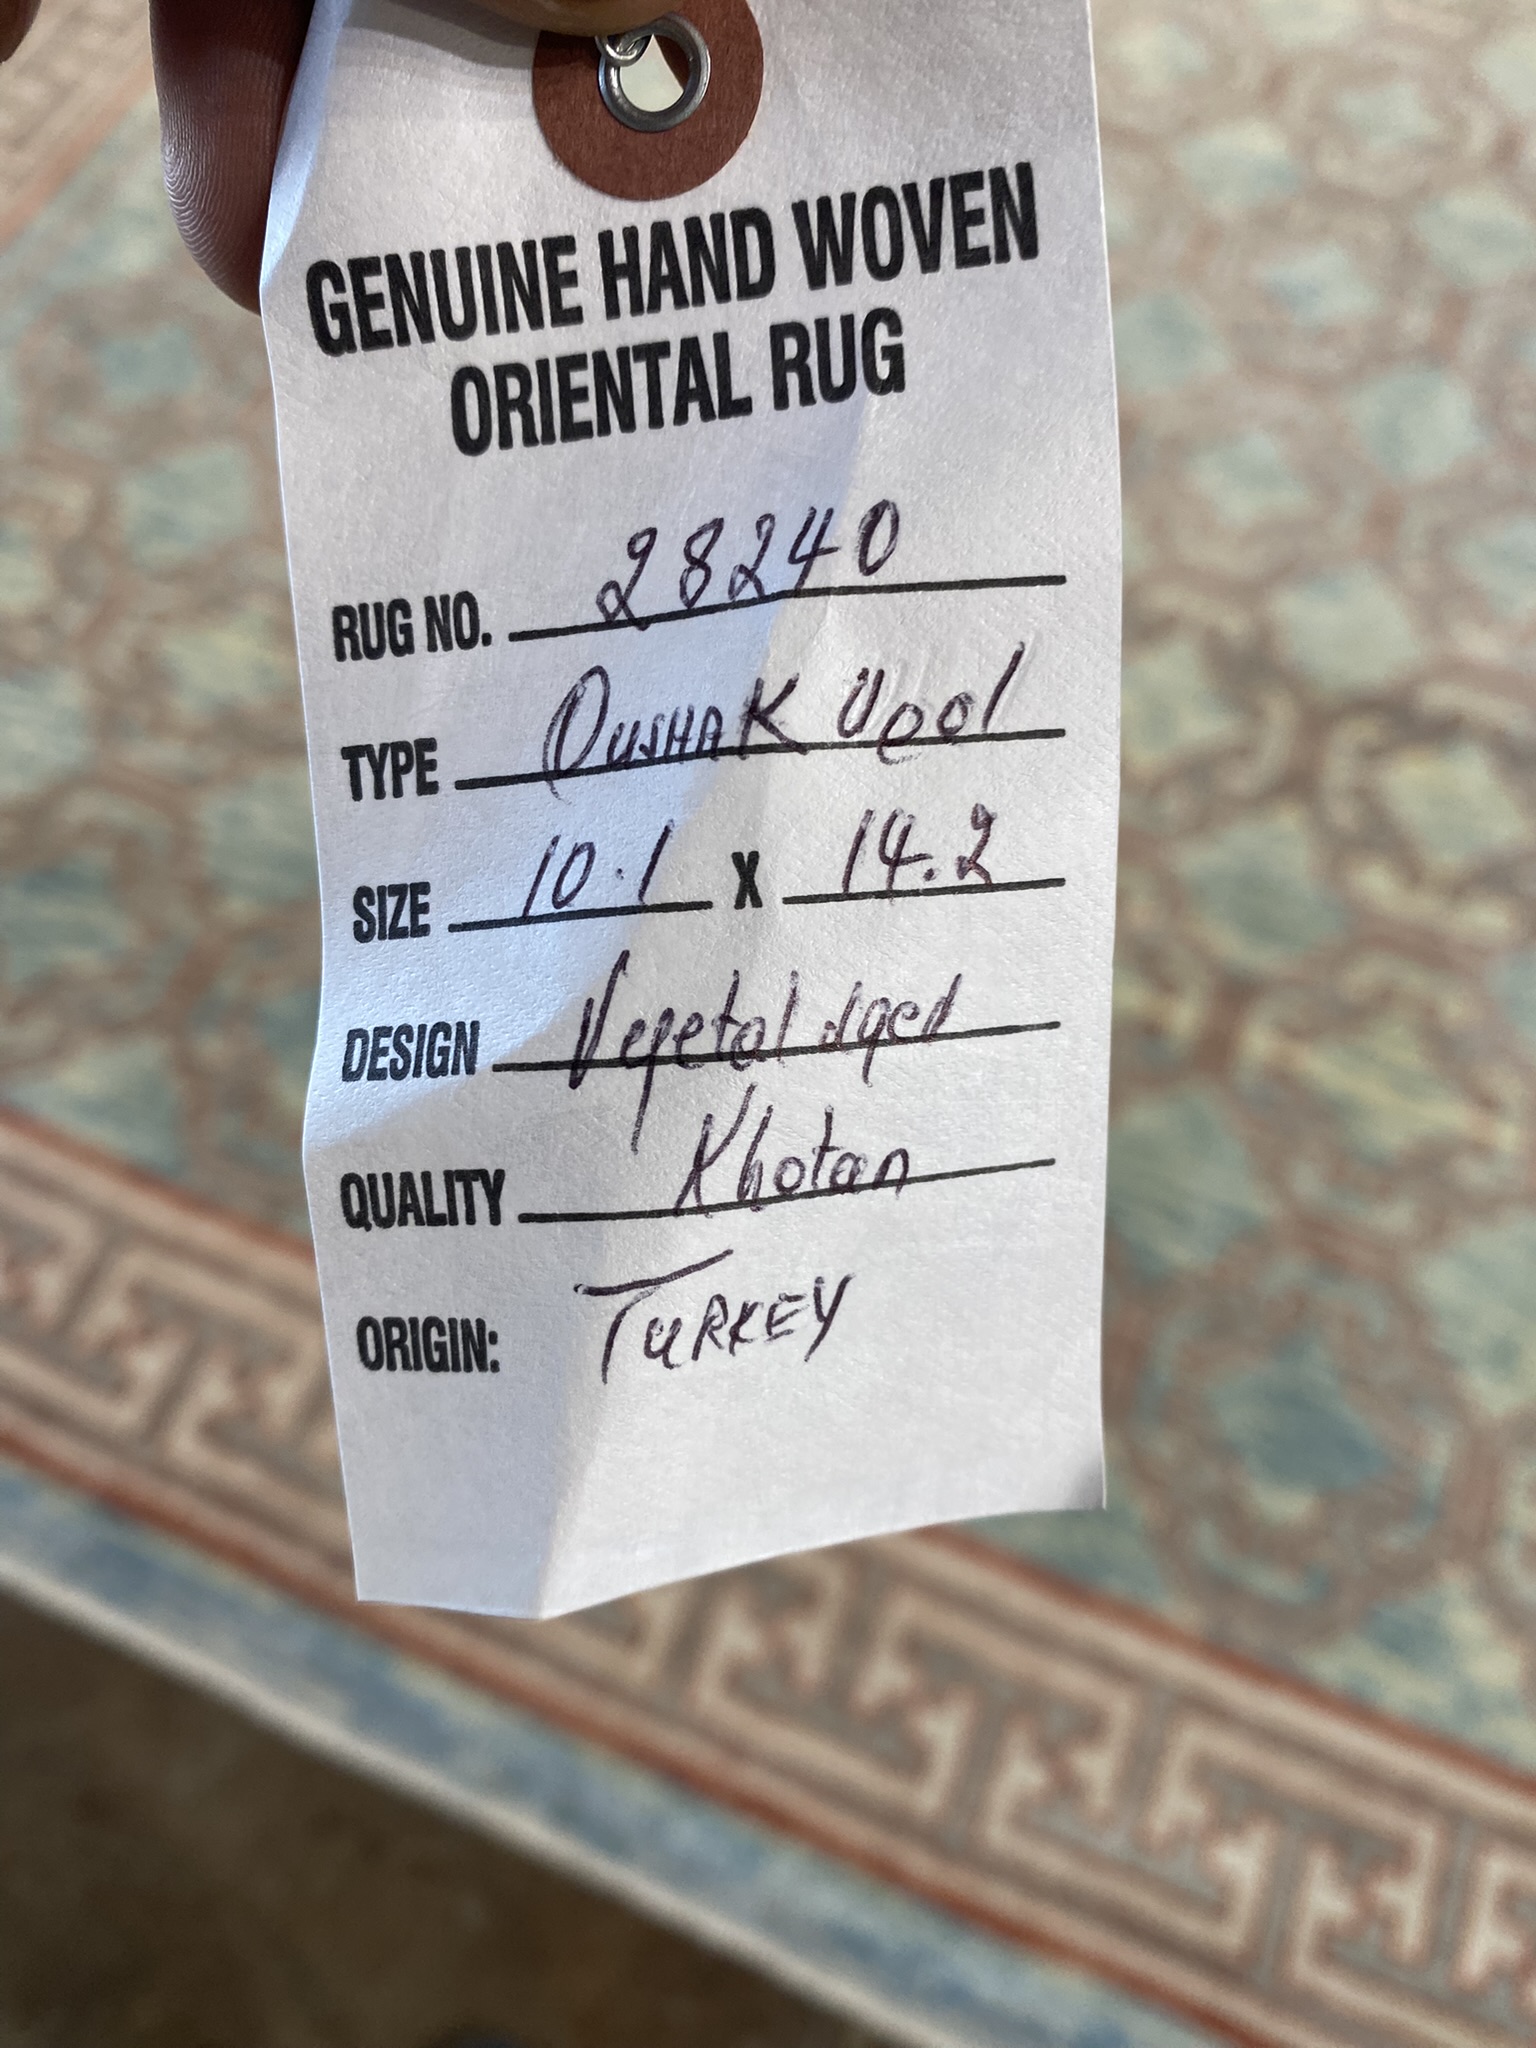 GENUINE HAND WOVEN
ORIENTAL RUG
RUG NO. 28240
TYPE Oushak Vool
SIZE 10.1 X 14.2
DESIGN Vegetal dyed
QUALITY Khotan
ORIGIN: TURKEY